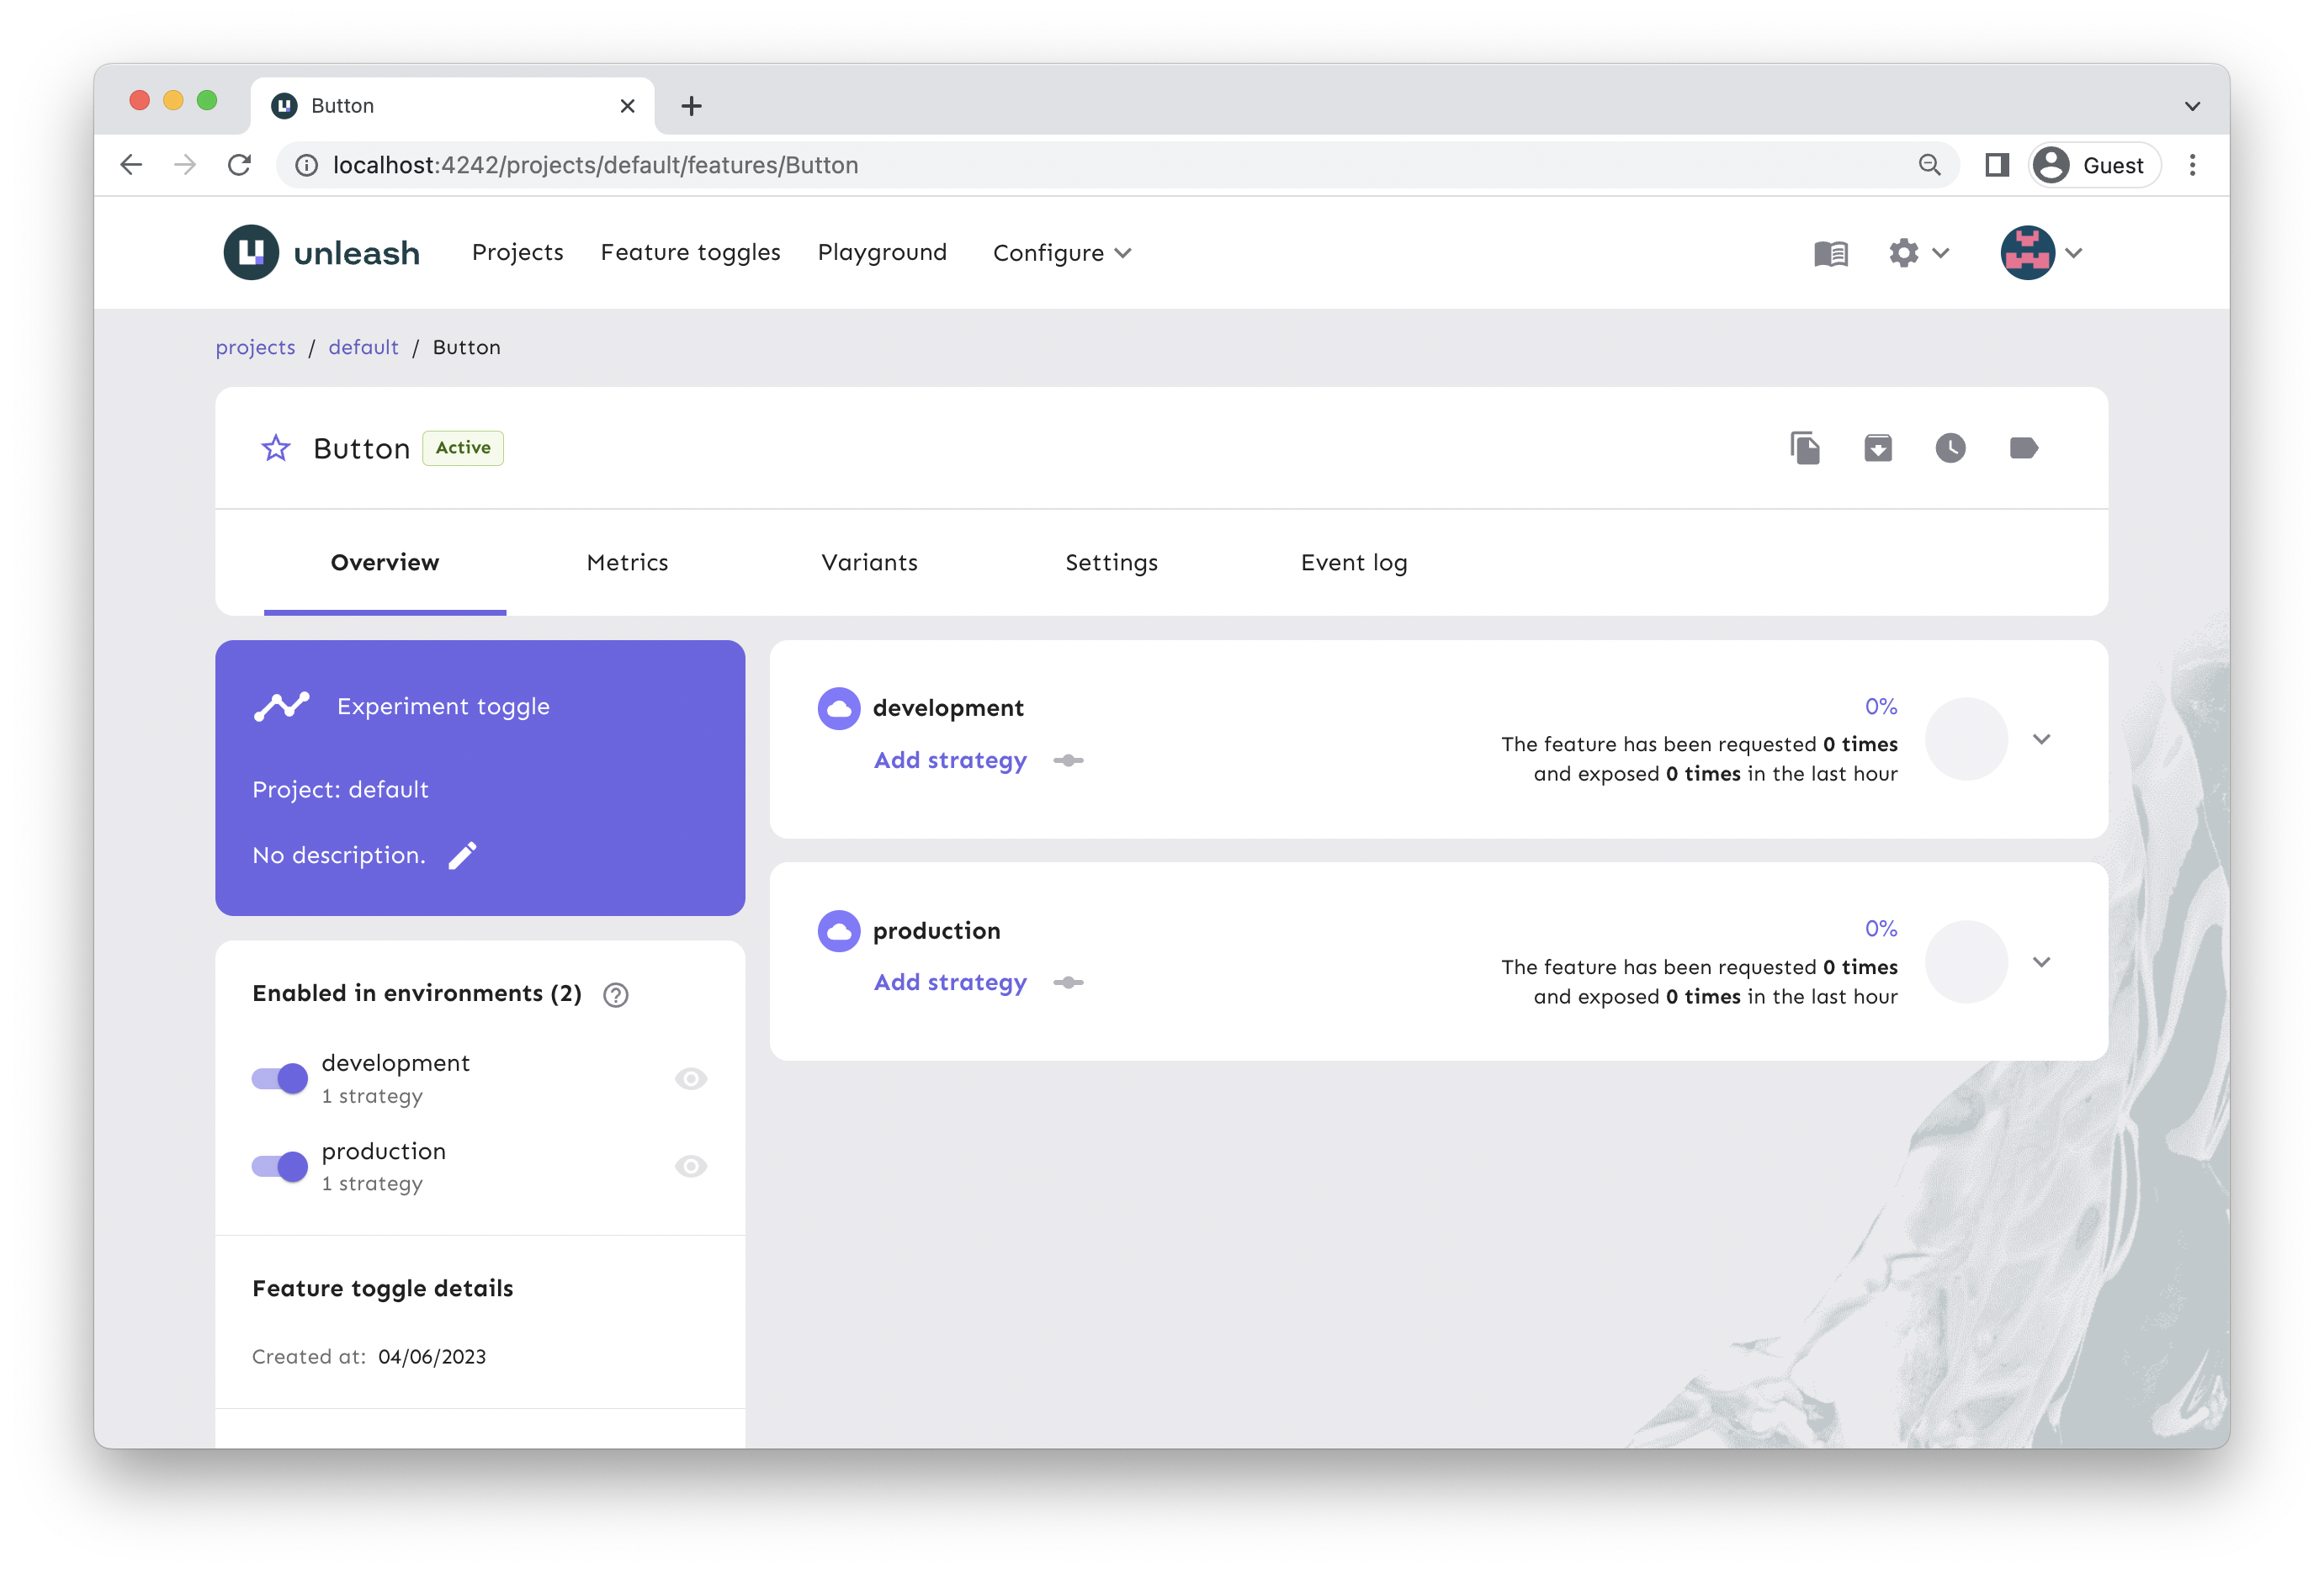 Button
localhost:4242/projects/default/features/Button
Guest
unleash Projects Feature toggles Playground Configure
projects / default / Button
Button Active
Overview Metrics Variants Settings Event log
Experiment toggle
Project: default
No description.
Enabled in environments (2)
development
1 strategy
production
1 strategy
Feature toggle details
Created at: 04/06/2023
development
Add strategy
0%
The feature has been requested 0 times
and exposed 0 times in the last hour
production
Add strategy
0%
The feature has been requested 0 times
and exposed 0 times in the last hour